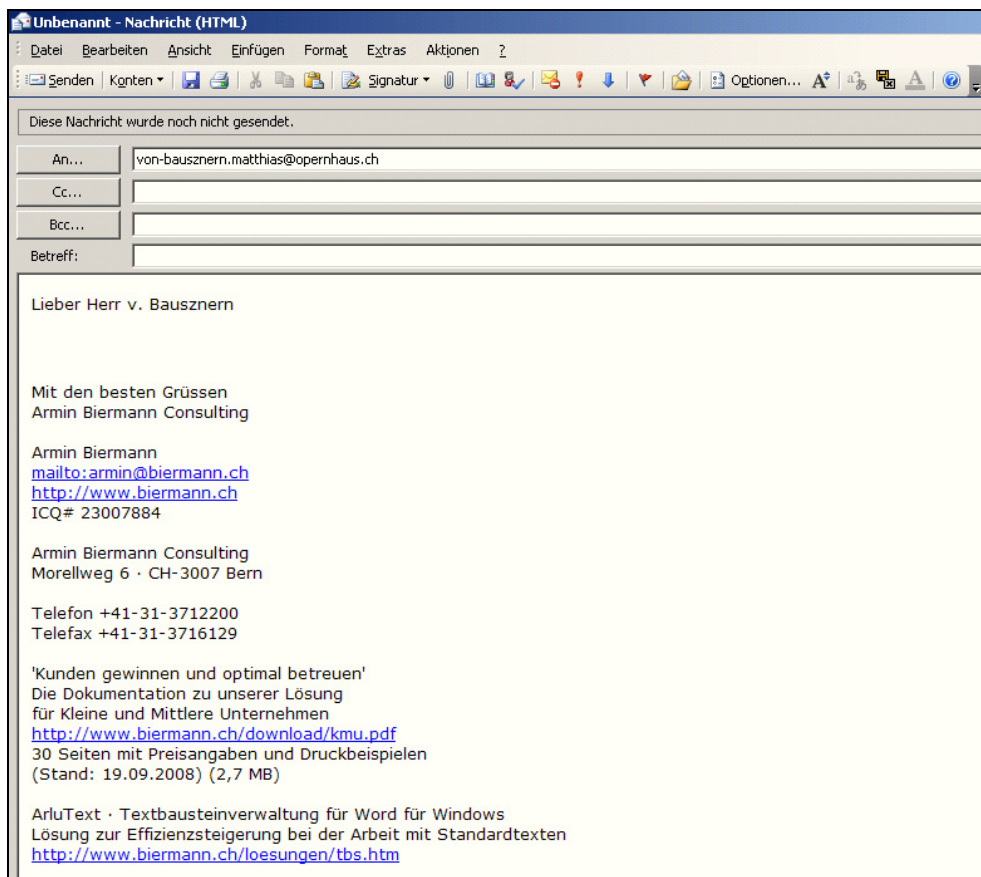 Unbenannt - Nachricht (HTML)
Datei Bearbeiten Ansicht Einfügen Format Extras Aktionen ?
Senden Konten Signatur Optionen...
Diese Nachricht wurde noch nicht gesendet.
An... von-bausznern.matthias@opernhaus.ch
Cc...
Bcc...
Betreff:
Lieber Herr v. Bausznern
Mit den besten Grüssen
Armin Biermann Consulting
Armin Biermann
mailto:armin@biermann.ch
http://www.biermann.ch
ICQ# 23007884
Armin Biermann Consulting
Morellweg 6 · CH-3007 Bern
Telefon +41-31-3712200
Telefax +41-31-3716129
'Kunden gewinnen und optimal betreuen'
Die Dokumentation zu unserer Lösung
für Kleine und Mittlere Unternehmen
http://www.biermann.ch/download/kmu.pdf
30 Seiten mit Preisangaben und Druckbeispielen
(Stand: 19.09.2008) (2,7 MB)
ArluText · Textbausteinverwaltung für Word für Windows
Lösung zur Effizienzsteigerung bei der Arbeit mit Standardtexten
http://www.biermann.ch/loesungen/tbs.htm